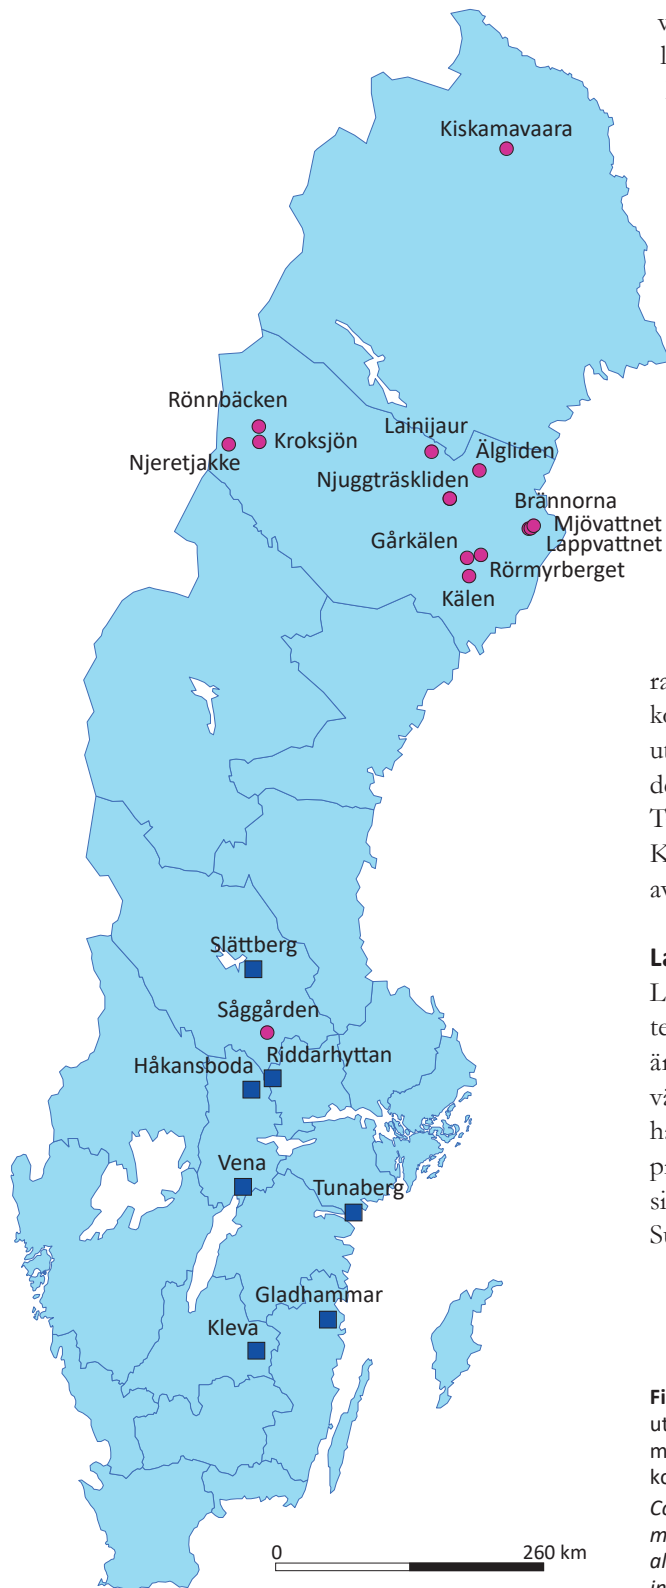 Kiskamavaara
Rönnbäcken
Kroksjön
Njeretjakke
Lainijaur
Älgliden
Njuggträskliden
Brännorna
Mjövattnet
Lappvattnet
Gårkälen
Rörmyrberget
Kälen
Slättberg
Såggården
Riddarhyttan
Håkansboda
Vena
Tunaberg
Gladhammar
Kleva
0 260 km